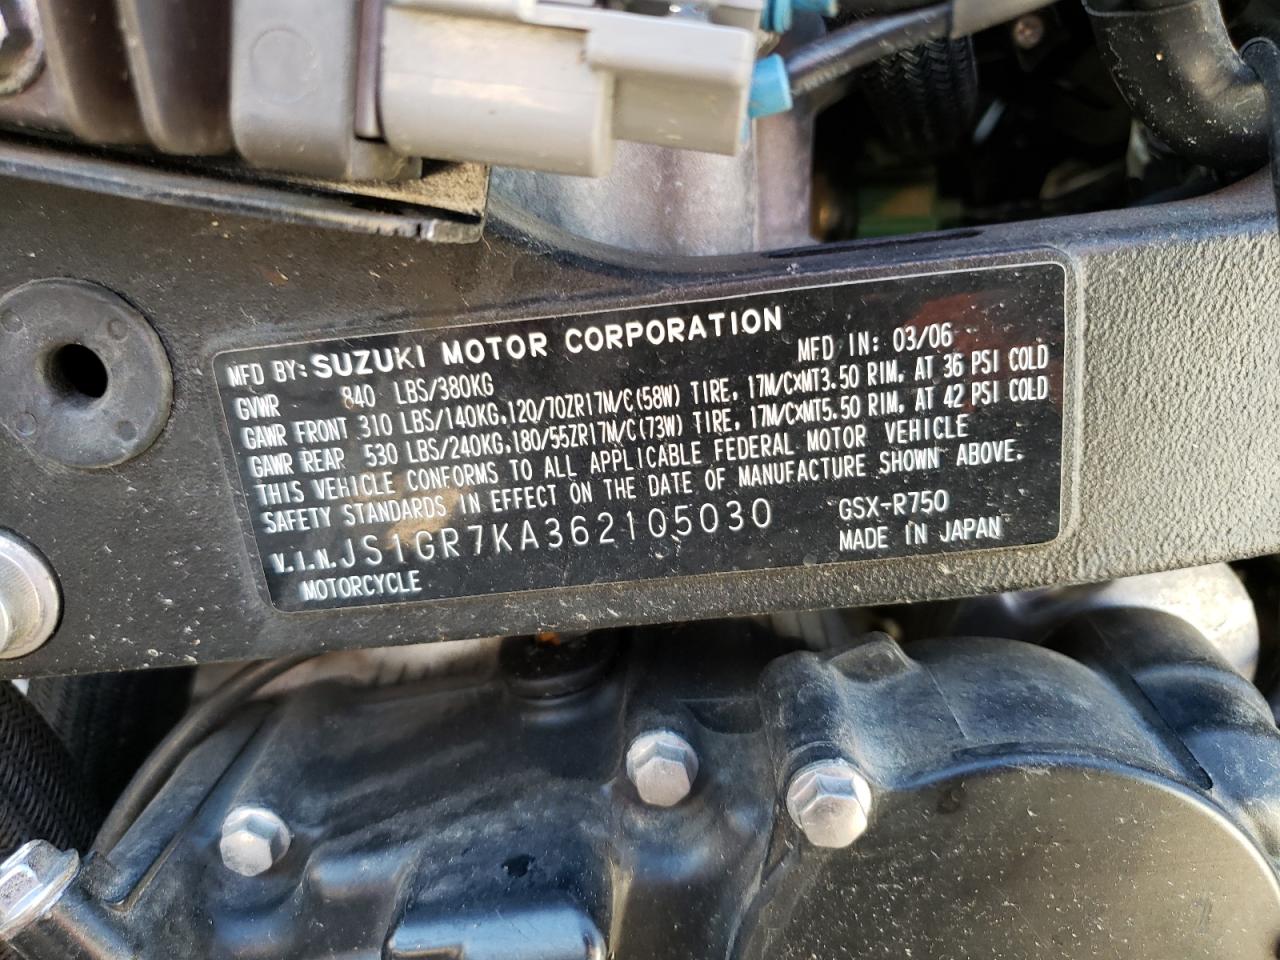 MFD BY: SUZUKI MOTOR CORPORATION
MFD IN: 03/06
GVWR 840 LBS/380KG
GAWR FRONT 310 LBS/140KG, 120/70ZR17M/C(58W) TIRE, 17M/CxMT3.50 RIM, AT 36 PSI COLD
GAWR REAR 530 LBS/240KG, 180/55ZR17M/C(73W) TIRE, 17M/CxMT5.50 RIM, AT 42 PSI COLD
THIS VEHICLE CONFORMS TO ALL APPLICABLE FEDERAL MOTOR VEHICLE
SAFETY STANDARDS IN EFFECT ON THE DATE OF MANUFACTURE SHOWN ABOVE.
V.I.N. JS1GR7KA362105030 GSX-R750
MOTORCYCLE MADE IN JAPAN